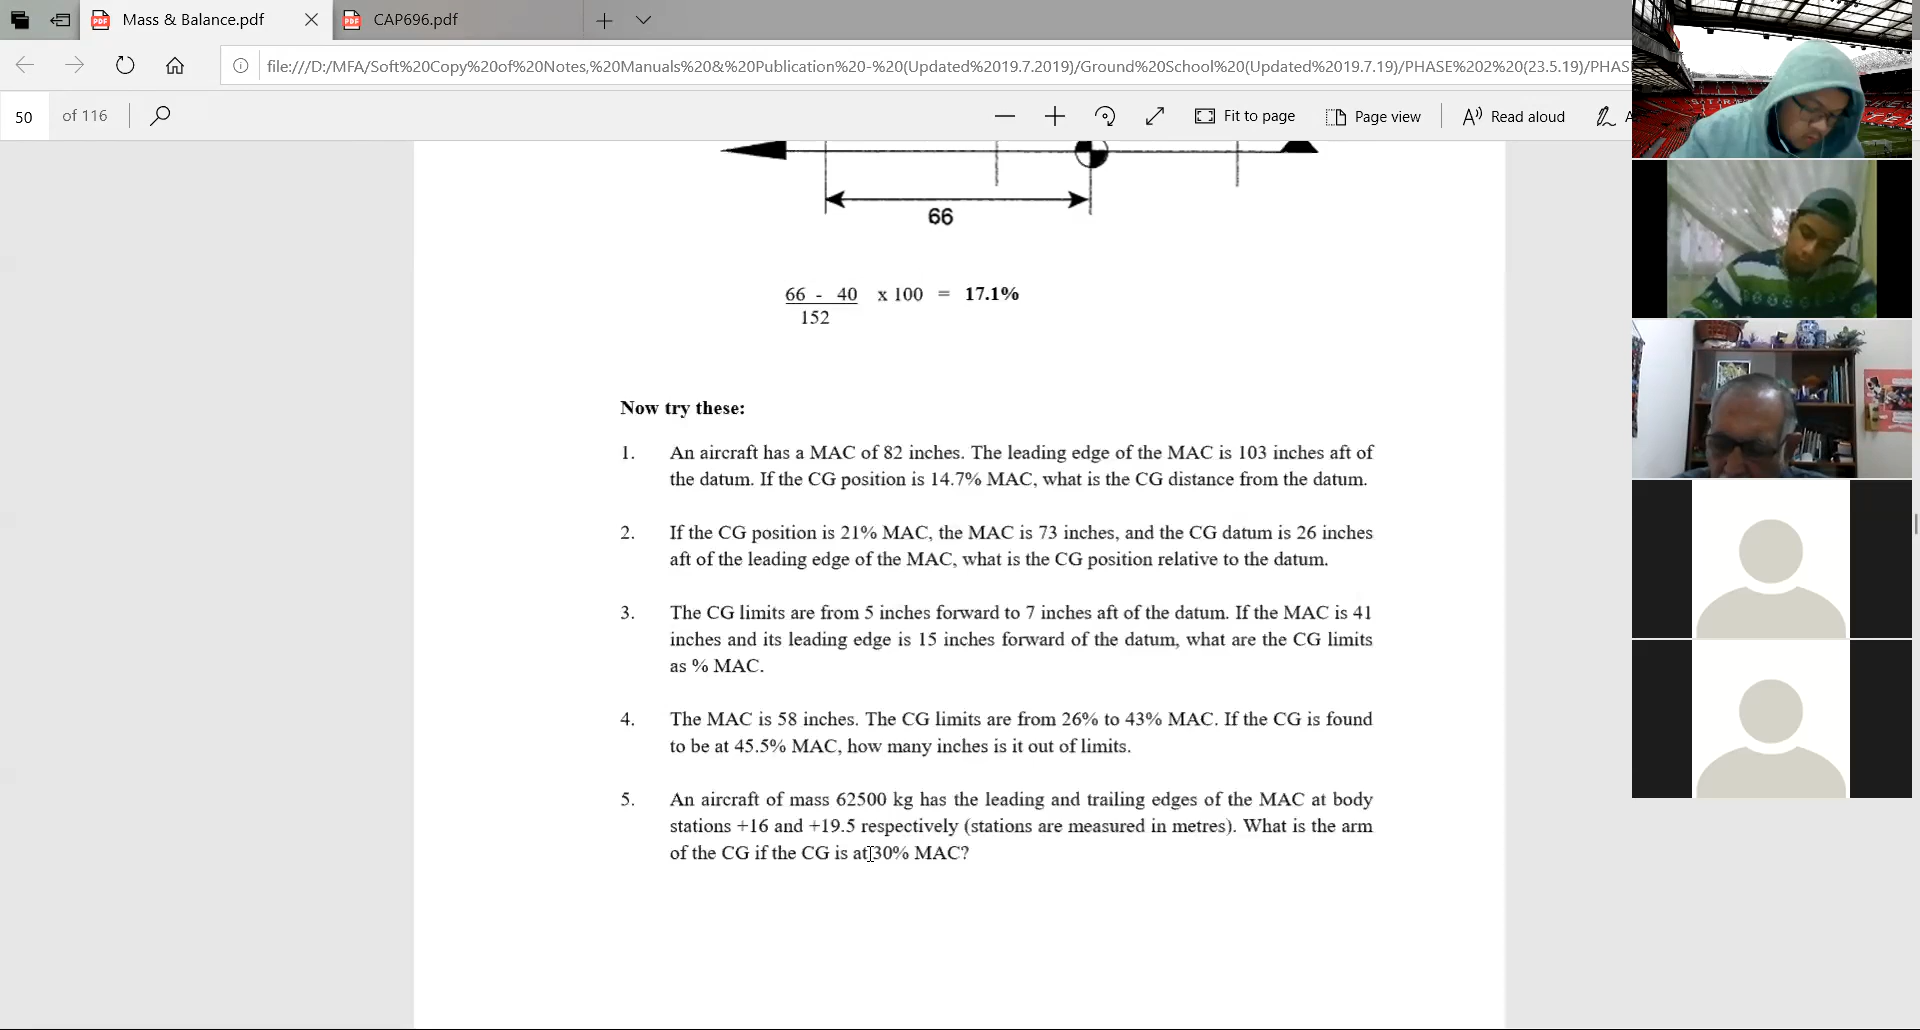 Mass & Balance.pdf
CAP696.pdf
file:///D:/MFA/Soft%20Copy%20of%20Notes,%20Manuals%20&%20Publication%20-%20(Updated%2019.7.2019)/Ground%20School%20(Updated%2019.7.19)/PHASE%202%20(23.5.19)/PHAS
50 of 116
Fit to page
Page view
Read aloud
66
66 - 40 x 100 = 17.1%
152
Now try these:
1. An aircraft has a MAC of 82 inches. The leading edge of the MAC is 103 inches aft of
the datum. If the CG position is 14.7% MAC, what is the CG distance from the datum.
2. If the CG position is 21% MAC, the MAC is 73 inches, and the CG datum is 26 inches
aft of the leading edge of the MAC, what is the CG position relative to the datum.
3. The CG limits are from 5 inches forward to 7 inches aft of the datum. If the MAC is 41
inches and its leading edge is 15 inches forward of the datum, what are the CG limits
as % MAC.
4. The MAC is 58 inches. The CG limits are from 26% to 43% MAC. If the CG is found
to be at 45.5% MAC, how many inches is it out of limits.
5. An aircraft of mass 62500 kg has the leading and trailing edges of the MAC at body
stations +16 and +19.5 respectively (stations are measured in metres). What is the arm
of the CG if the CG is at 30% MAC?